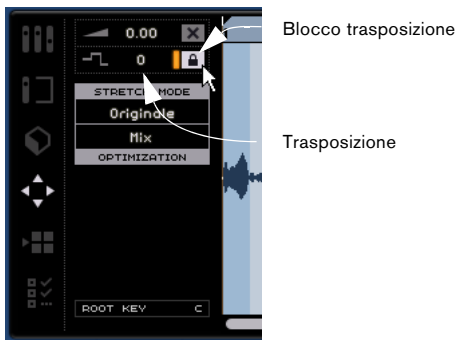 0.00
Blocco trasposizione
0
STRETCH MODE
Originale
Trasposizione
Mix
OPTIMIZATION
ROOT KEY C